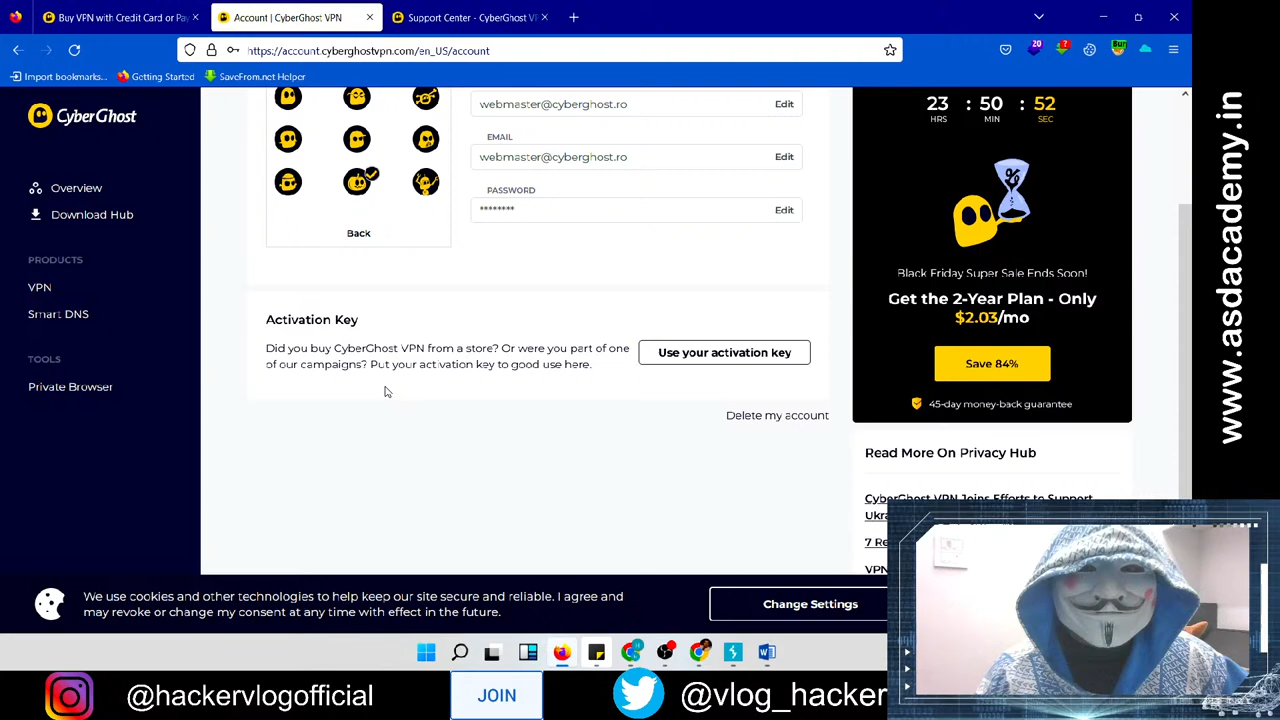 Buy VPN with Credit Card or Pay
Account | CyberGhost VPN
Support Center - CyberGhost VP
https://account.cyberghostvpn.com/en_US/account
20
?
Import bookmarks...
Getting Started
SaveFrom.net Helper
CyberGhost
Overview
Download Hub
PRODUCTS
VPN
Smart DNS
TOOLS
Private Browser
Back
webmaster@cyberghost.ro
Edit
EMAIL
webmaster@cyberghost.ro
Edit
PASSWORD
********
Edit
Activation Key
Did you buy CyberGhost VPN from a store? Or were you part of one
of our campaigns? Put your activation key to good use here.
Use your activation key
Delete my account
23 : 50 : 52
HRS MIN SEC
%
Black Friday Super Sale Ends Soon!
Get the 2-Year Plan - Only
$2.03/mo
Save 84%
45-day money-back guarantee
Read More On Privacy Hub
CyberGhost VPN Joins Efforts to Support
Ukra
7 Re
VPN
We use cookies and other technologies to help keep our site secure and reliable. I agree and
may revoke or change my consent at any time with effect in the future.
Change Settings
@hackervlogofficial
JOIN
@vlog_hacker
www.asdacademy.in